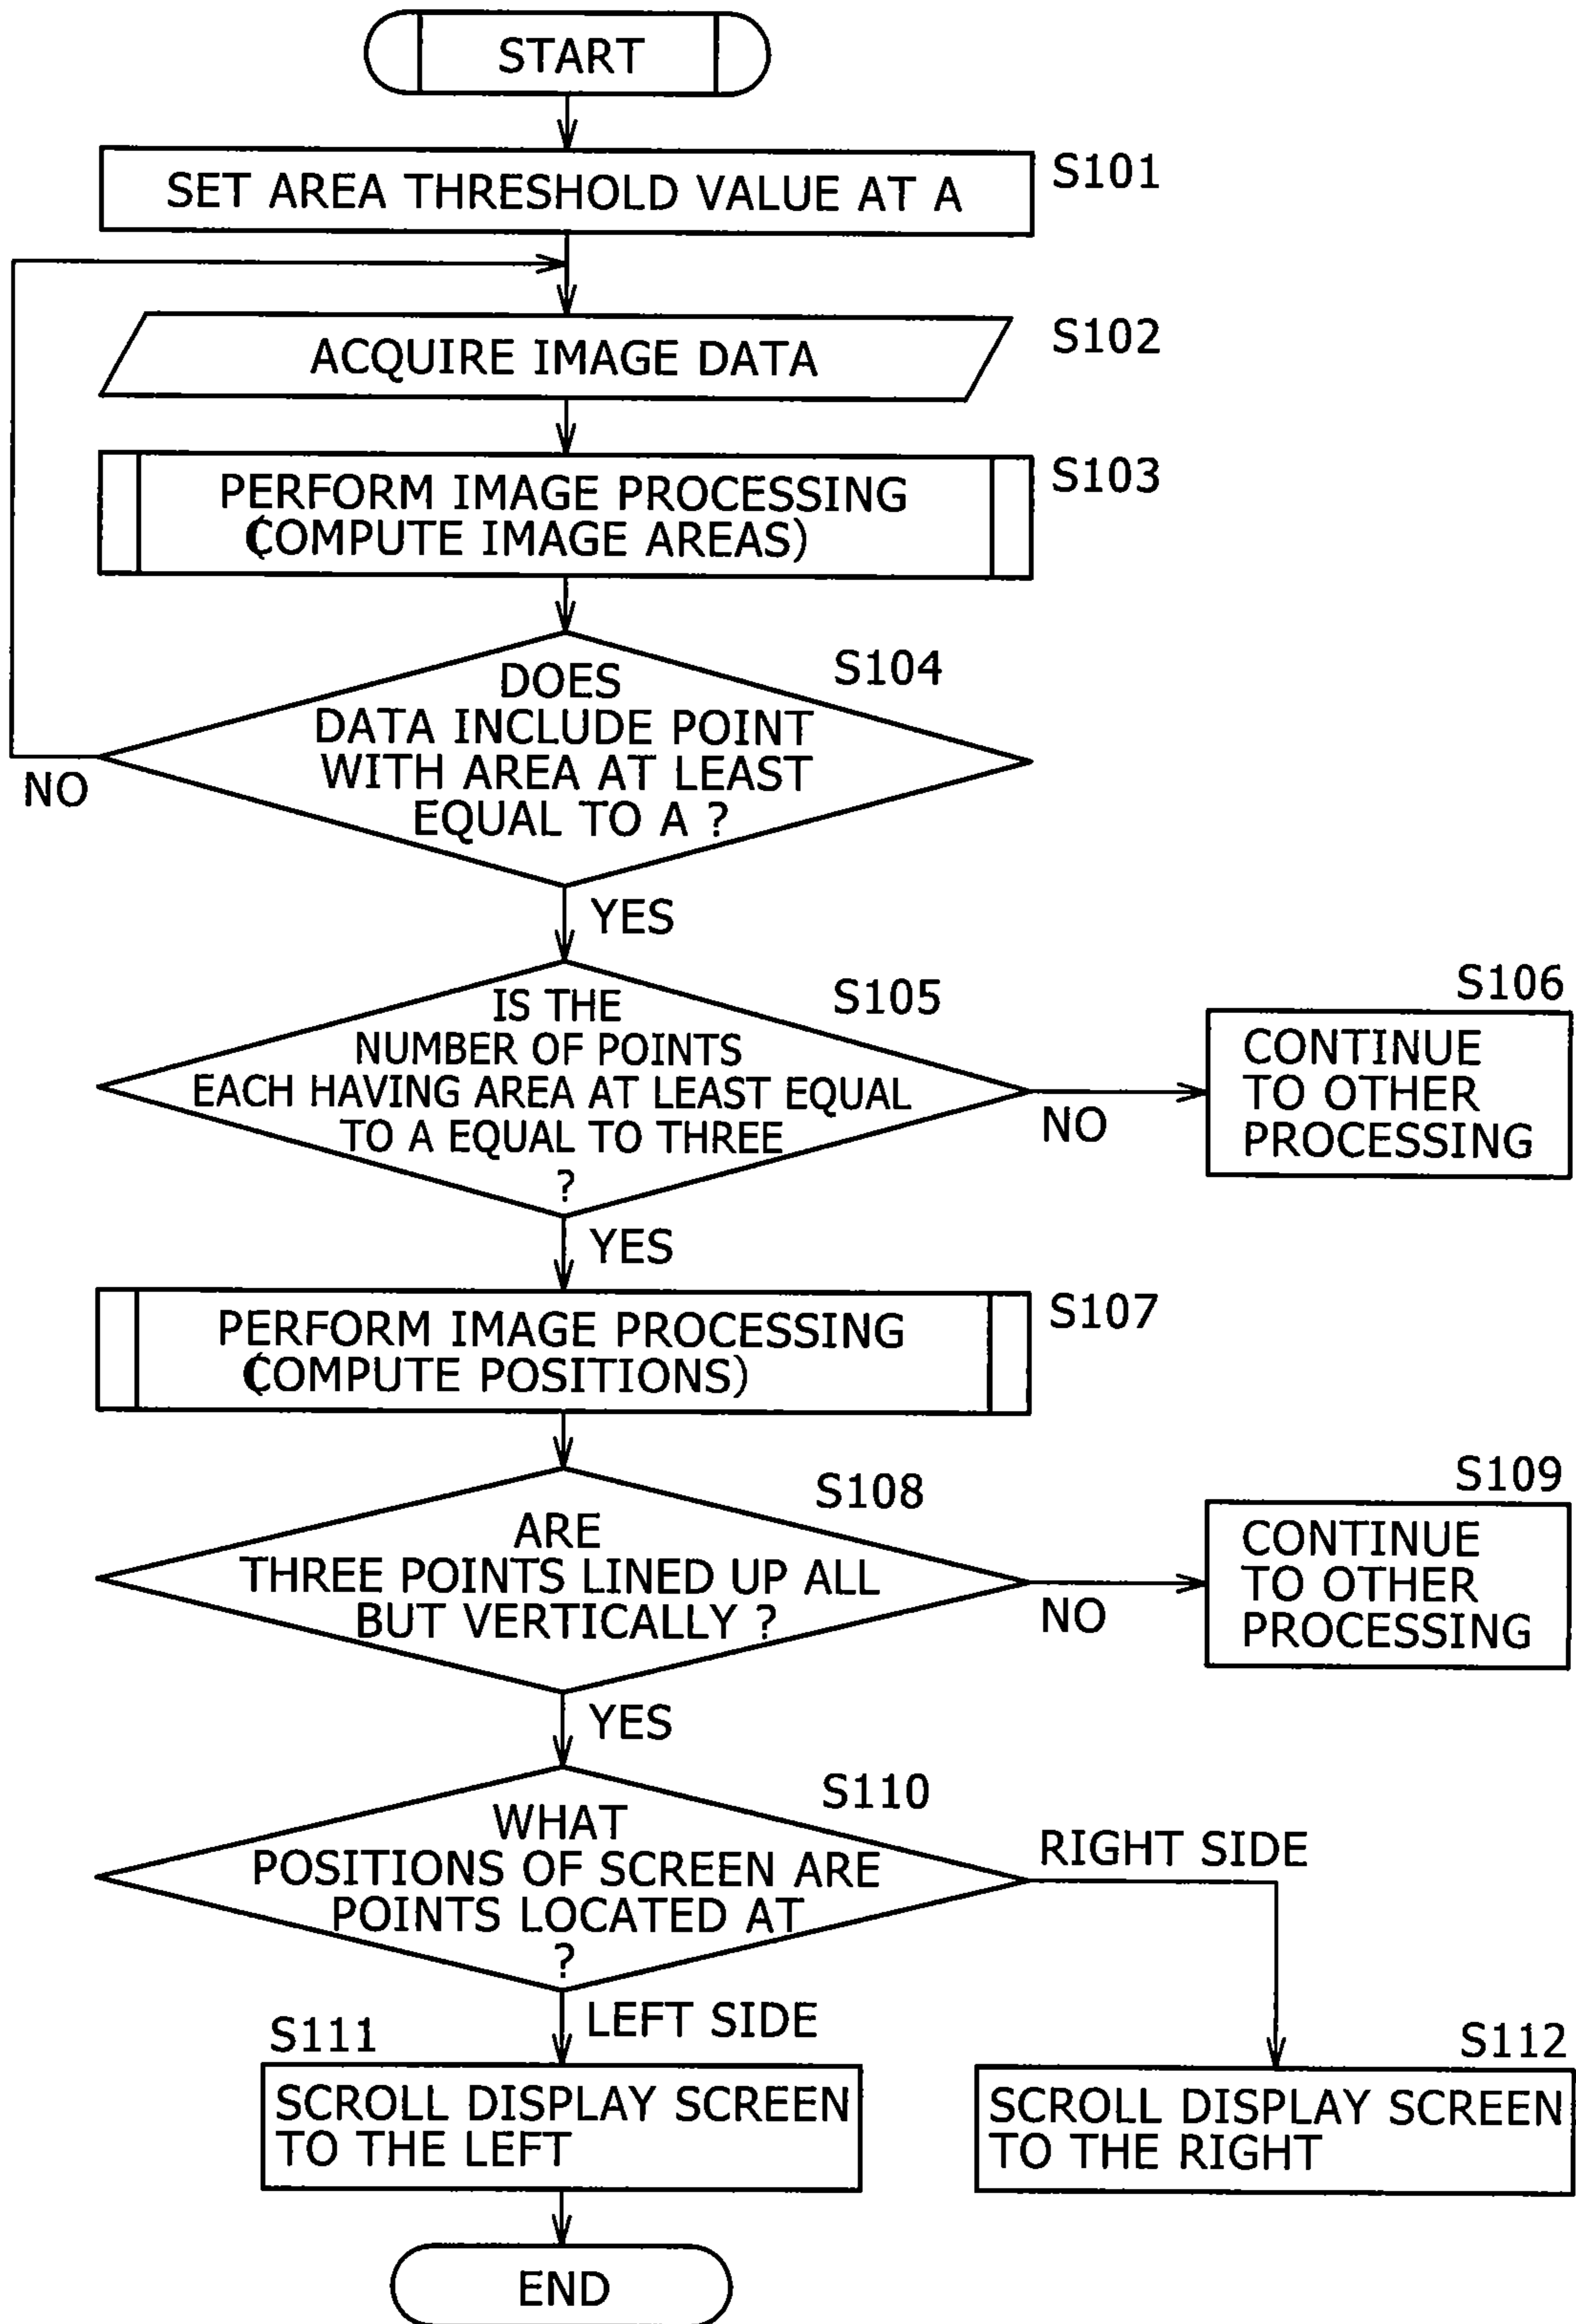 START
S101
SET AREA THRESHOLD VALUE AT A
S102
ACQUIRE IMAGE DATA
S103
PERFORM IMAGE PROCESSING
(COMPUTE IMAGE AREAS)
S104
DOES
DATA INCLUDE POINT
WITH AREA AT LEAST
EQUAL TO A ?
NO
YES
S105
IS THE
NUMBER OF POINTS
EACH HAVING AREA AT LEAST EQUAL
TO A EQUAL TO THREE
?
NO
S106
CONTINUE
TO OTHER
PROCESSING
YES
S107
PERFORM IMAGE PROCESSING
(COMPUTE POSITIONS)
S108
ARE
THREE POINTS LINED UP ALL
BUT VERTICALLY ?
NO
S109
CONTINUE
TO OTHER
PROCESSING
YES
S110
WHAT
POSITIONS OF SCREEN ARE
POINTS LOCATED AT
?
RIGHT SIDE
LEFT SIDE
S111
SCROLL DISPLAY SCREEN
TO THE LEFT
S112
SCROLL DISPLAY SCREEN
TO THE RIGHT
END